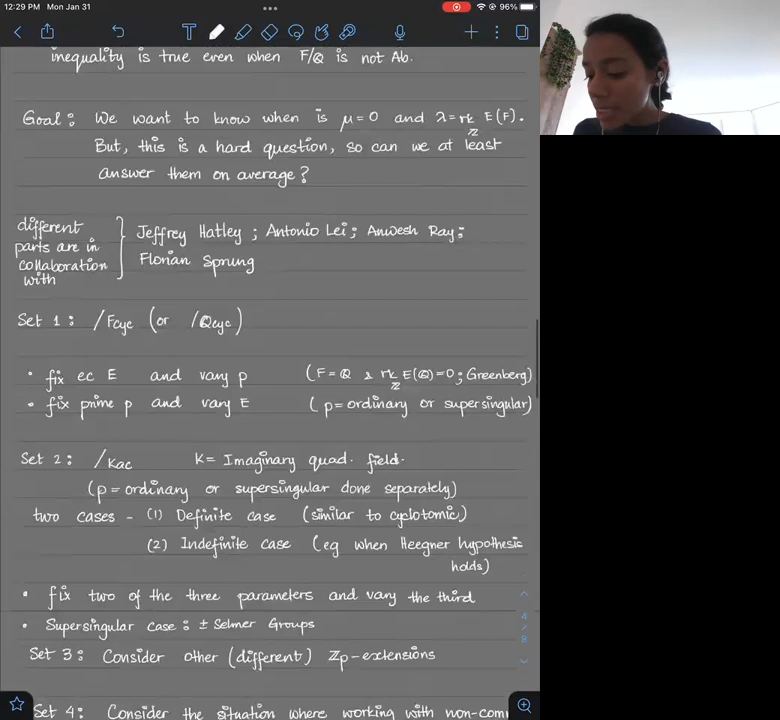 12:29 PM Mon Jan 31
96%
inequality is true even when F/Q is not Ab.
Goal: We want to know when is μ=0 and λ=rk E(F).
Z
But, this is a hard question, so can we at least
answer them on average?
different
parts are in
collaboration
with
Jeffrey Hatley ; Antonio Lei ; Anwesh Ray ;
Florian Sprung
Set 1: /Fcyc (or /Qcyc)
• fix ec E and vary p (F=Q & rk E(Q)=0 ; Greenberg)
Z
• fix prime p and vary E (p=ordinary or supersingular)
Set 2: /Kac K= Imaginary quad. field.
(p=ordinary or supersingular done separately)
two cases - (1) Definite case (similar to cyclotomic)
(2) Indefinite case (eg when Heegner hypothesis
holds)
• fix two of the three parameters and vary the third
• Supersingular case: ± Selmer Groups
Set 3: Consider other (different) Zp-extensions
Set 4: Consider the situation where working with non-com
4
8